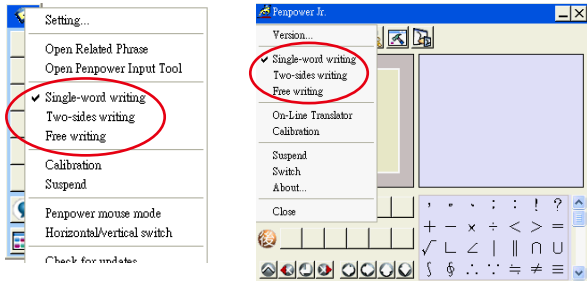 Setting...
Open Related Phrase
Open Penpower Input Tool
✔ Single-word writing
Two-sides writing
Free writing
Calibration
Suspend
Penpower mouse mode
Horizontal/vertical switch
Check for updates
Penpower Jr.
Version...
✔ Single-word writing
Two-sides writing
Free writing
On-Line Translator
Calibration
Suspend
Switch
About...
Close
, 。 、 ; : ! ?
+ − × ÷ < > =
√ ∟ ∠ | ∥ ∩ ∪
∫ ∮ ∴ ∵ ≒ ≠ ≡